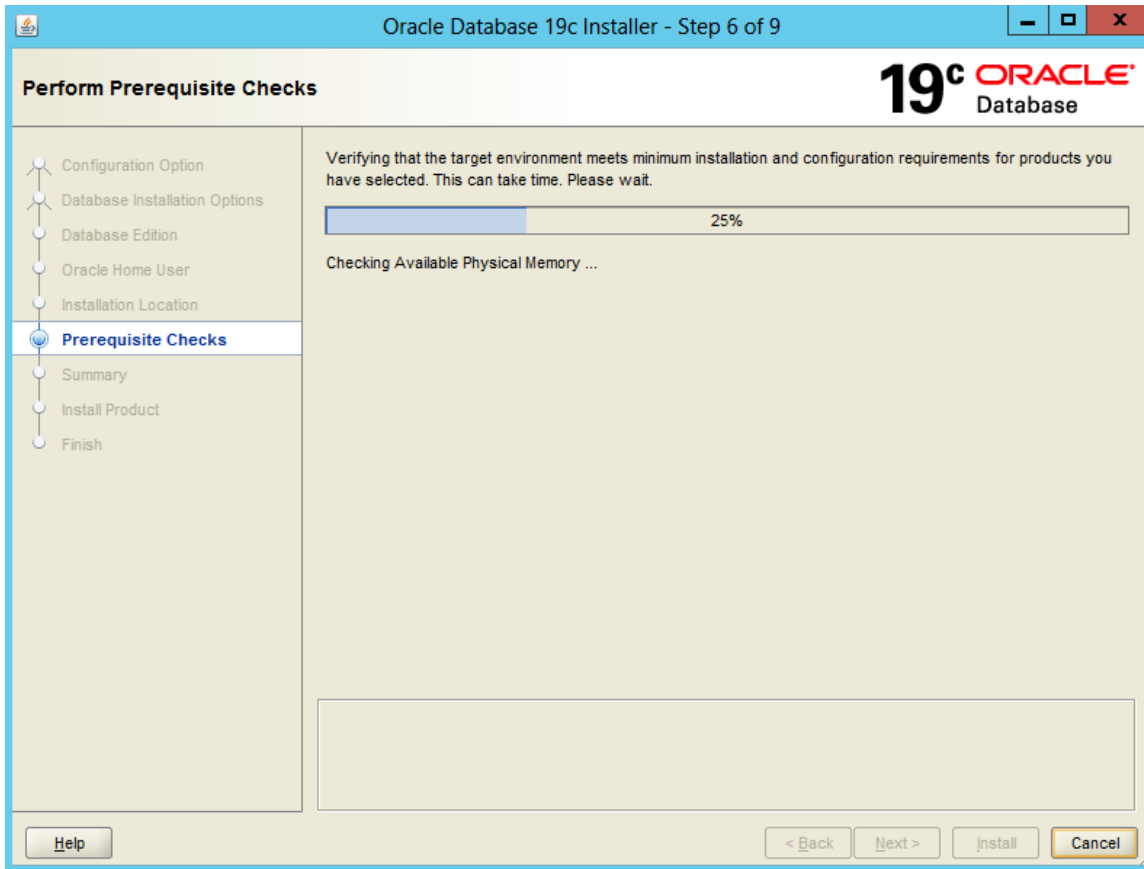 Oracle Database 19c Installer - Step 6 of 9
Perform Prerequisite Checks
19c ORACLE
Database
Configuration Option
Database Installation Options
Database Edition
Oracle Home User
Installation Location
Prerequisite Checks
Summary
Install Product
Finish
Verifying that the target environment meets minimum installation and configuration requirements for products you
have selected. This can take time. Please wait.
25%
Checking Available Physical Memory ...
Help
< Back
Next >
Install
Cancel